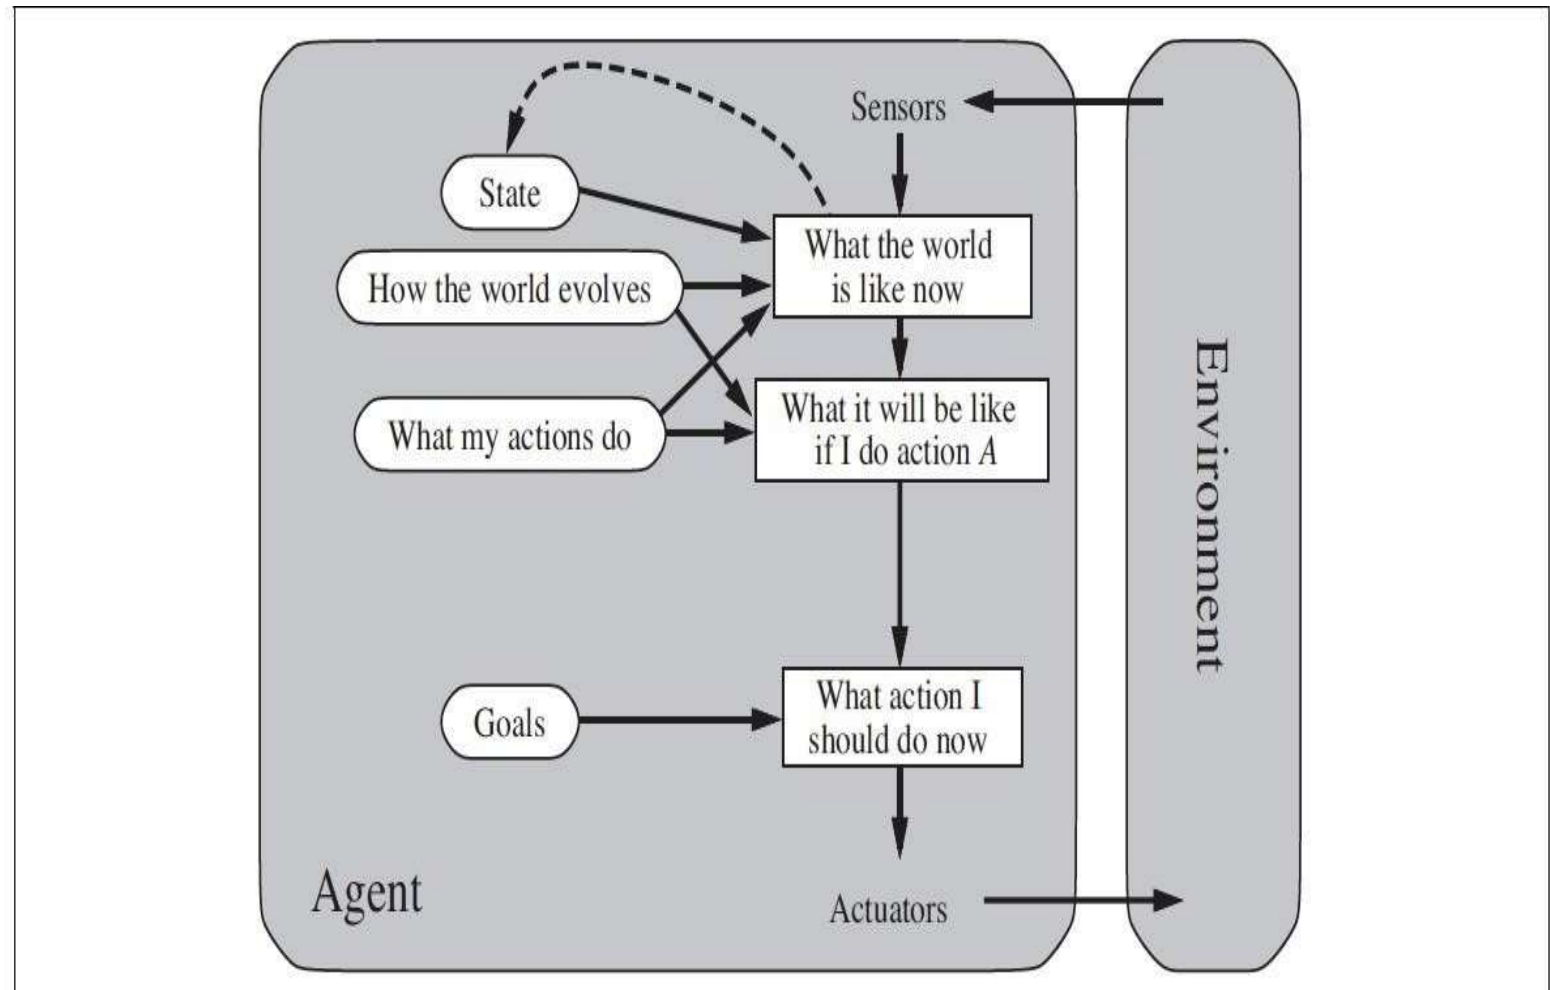 Sensors
State
What the world
is like now
How the world evolves
What it will be like
if I do action A
What my actions do
Environment
What action I
should do now
Goals
Agent
Actuators